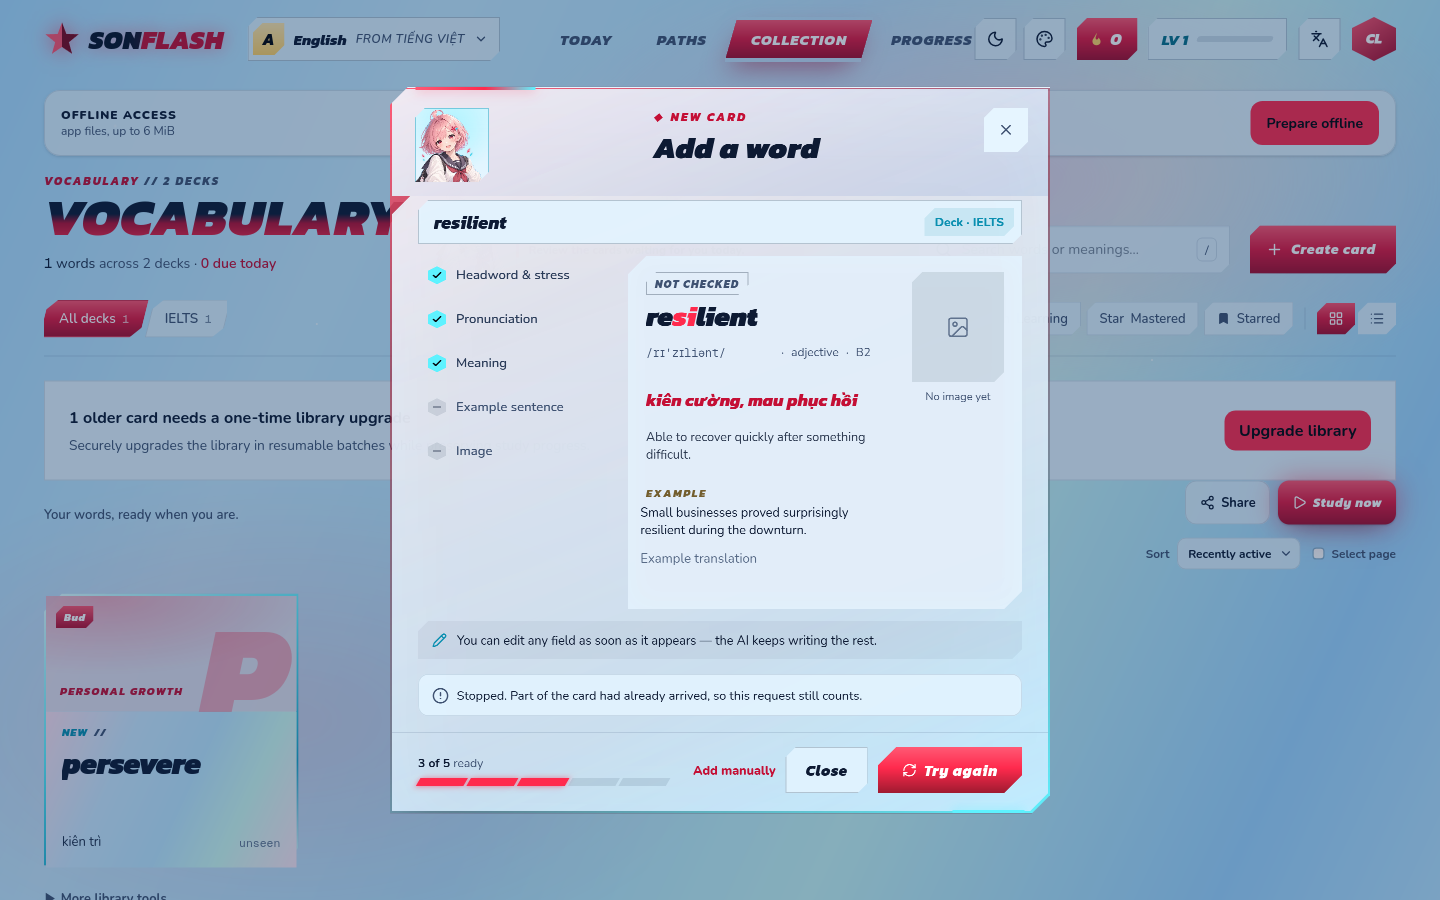 SONFLASH
A English FROM TIẾNG VIỆT
TODAY
PATHS
COLLECTION
PROGRESS
0
LV 1
CL
OFFLINE ACCESS
app files, up to 6 MiB
Prepare offline
VOCABULARY // 2 DECKS
VOCABULARY
1 words across 2 decks · 0 due today
or meanings...
/
Create card
All decks 1
IELTS 1
ing
Star Mastered
Starred
1 older card needs a one-time library upgrade
Securely upgrades the library in resumable batches
Upgrade library
Your words, ready when you are.
Share
Study now
Sort
Recently active
Select page
Bud
P
PERSONAL GROWTH
NEW //
persevere
kiên trì
unseen
More library tools
NEW CARD
Add a word
resilient
Deck · IELTS
Headword & stress
Pronunciation
Meaning
Example sentence
Image
NOT CHECKED
resilient
/rɪˈzɪliənt/ · adjective · B2
kiên cường, mau phục hồi
Able to recover quickly after something
difficult.
EXAMPLE
Small businesses proved surprisingly
resilient during the downturn.
Example translation
No image yet
You can edit any field as soon as it appears — the AI keeps writing the rest.
Stopped. Part of the card had already arrived, so this request still counts.
3 of 5 ready
Add manually
Close
Try again